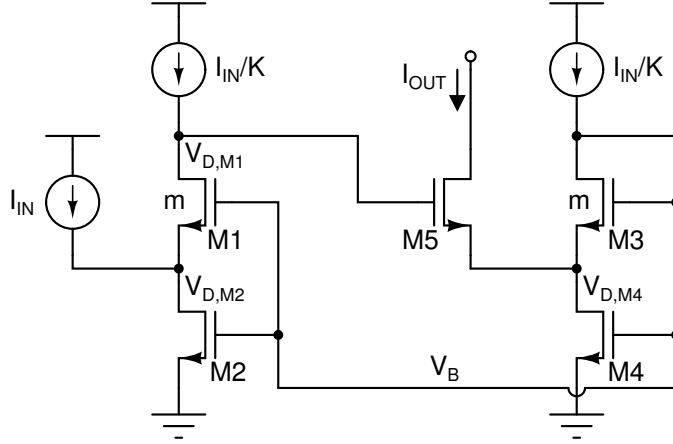 I_IN/K
I_OUT
I_IN/K
V_D,M1
I_IN
m
M1
M5
m
M3
V_D,M2
V_D,M4
M2
V_B
M4